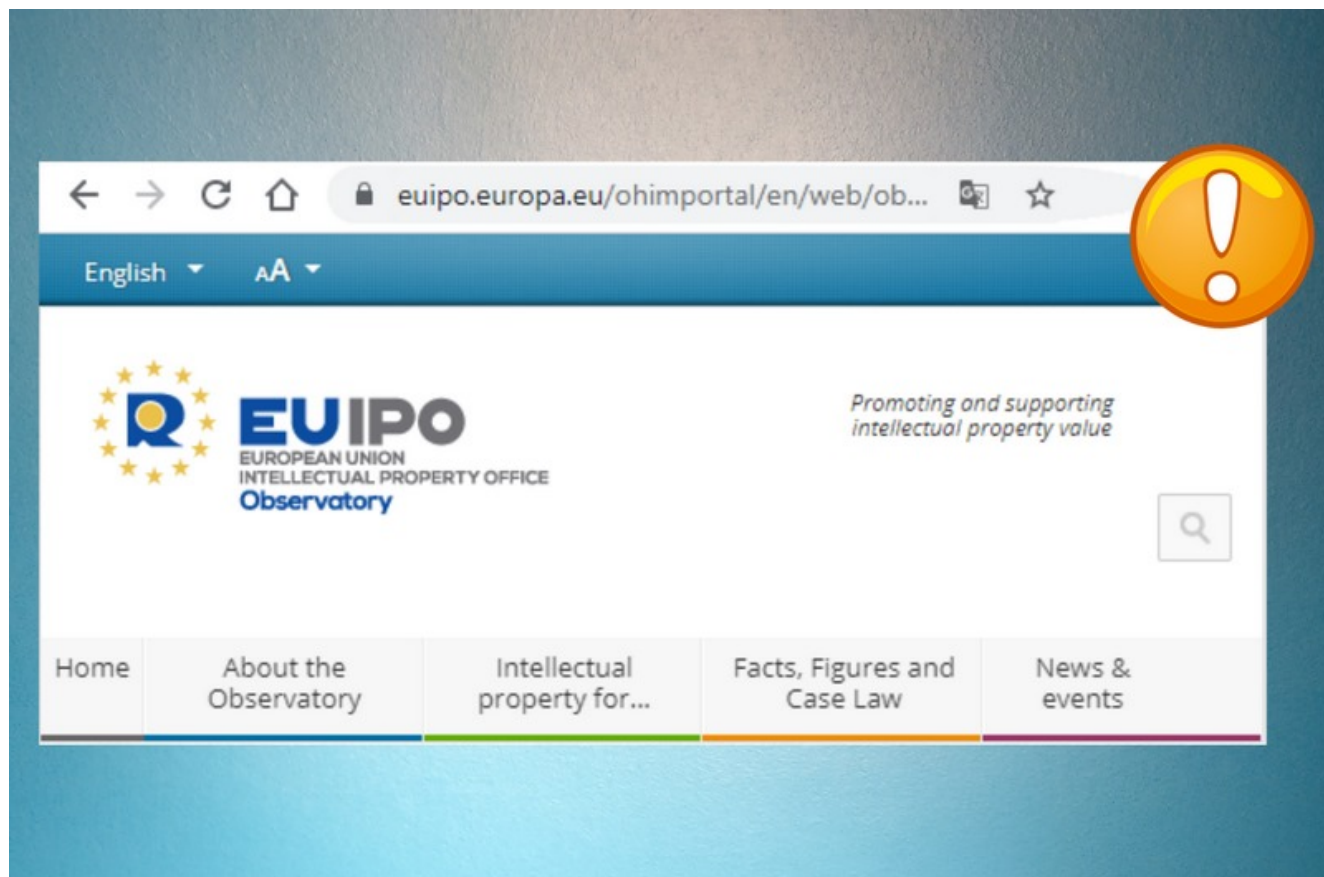 euipo.europa.eu/ohimportal/en/web/ob...
English AA
EUIPO
EUROPEAN UNION
INTELLECTUAL PROPERTY OFFICE
Observatory
Promoting and supporting
intellectual property value
Home
About the
Observatory
Intellectual
property for...
Facts, Figures and
Case Law
News &
events